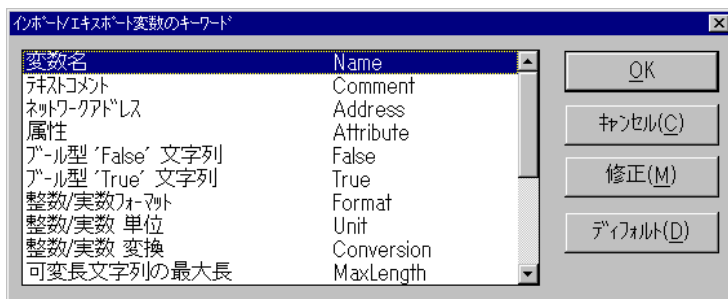 ｲﾝﾎﾟｰﾄ/ｴｷｽﾎﾟｰﾄ変数のｷｰﾜｰﾄﾞ
変数名 Name
ﾃｷｽﾄｺﾒﾝﾄ Comment
ﾈｯﾄﾜｰｸｱﾄﾞﾚｽ Address
属性 Attribute
ﾌﾞｰﾙ型 'False' 文字列 False
ﾌﾞｰﾙ型 'True' 文字列 True
整数/実数ﾌｫｰﾏｯﾄ Format
整数/実数 単位 Unit
整数/実数 変換 Conversion
可変長文字列の最大長 MaxLength
OK
ｷｬﾝｾﾙ(C)
修正(M)
ﾃﾞｨﾌｫﾙﾄ(D)